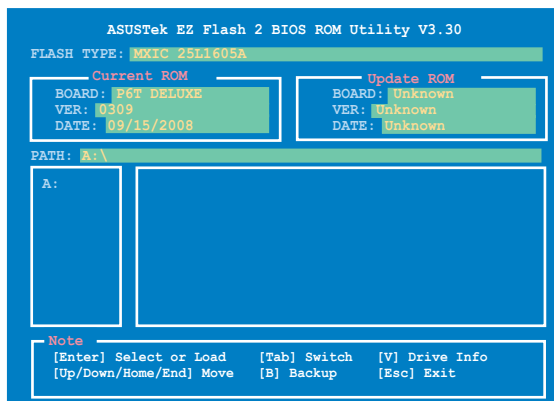 ASUSTek EZ Flash 2 BIOS ROM Utility V3.30
FLASH TYPE: MXIC 25L1605A
Current ROM
BOARD: P6T DELUXE
VER: 0309
DATE: 09/15/2008
Update ROM
BOARD: Unknown
VER: Unknown
DATE: Unknown
PATH: A:\
A:
Note
[Enter] Select or Load [Tab] Switch [V] Drive Info
[Up/Down/Home/End] Move [B] Backup [Esc] Exit